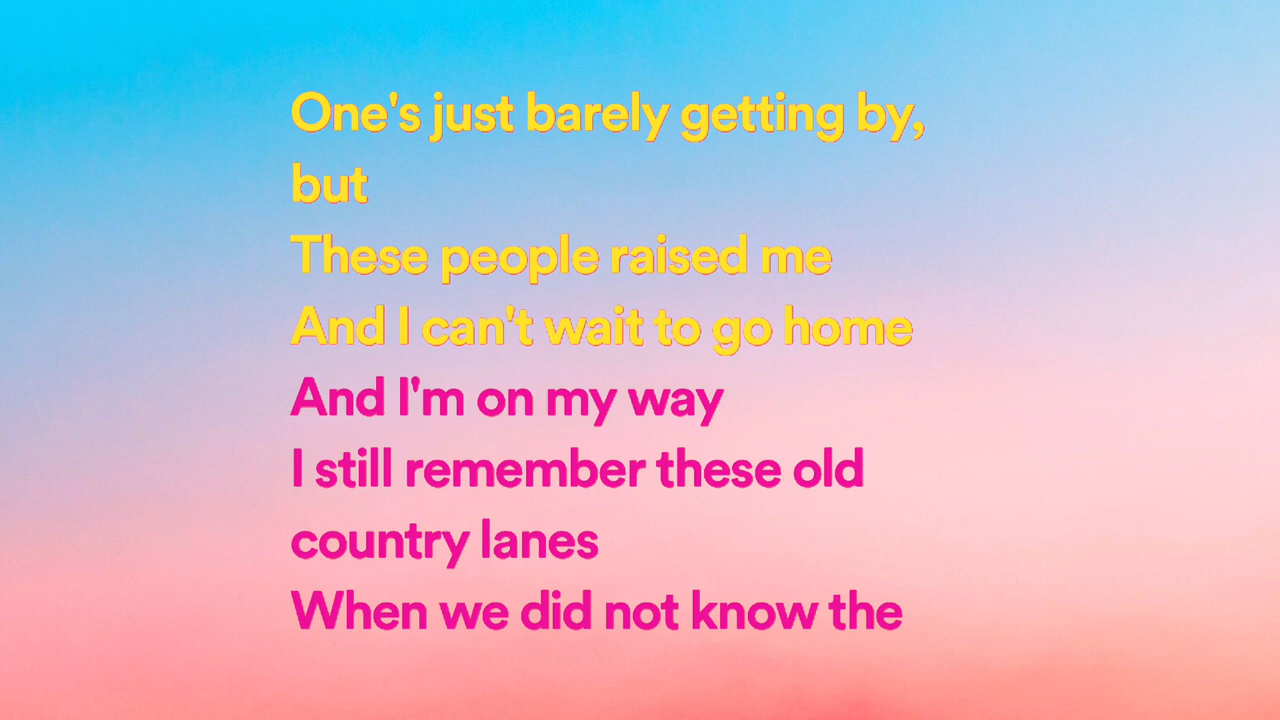 One's just barely getting by,
but
These people raised me
And I can't wait to go home
And I'm on my way
I still remember these old
country lanes
When we did not know the